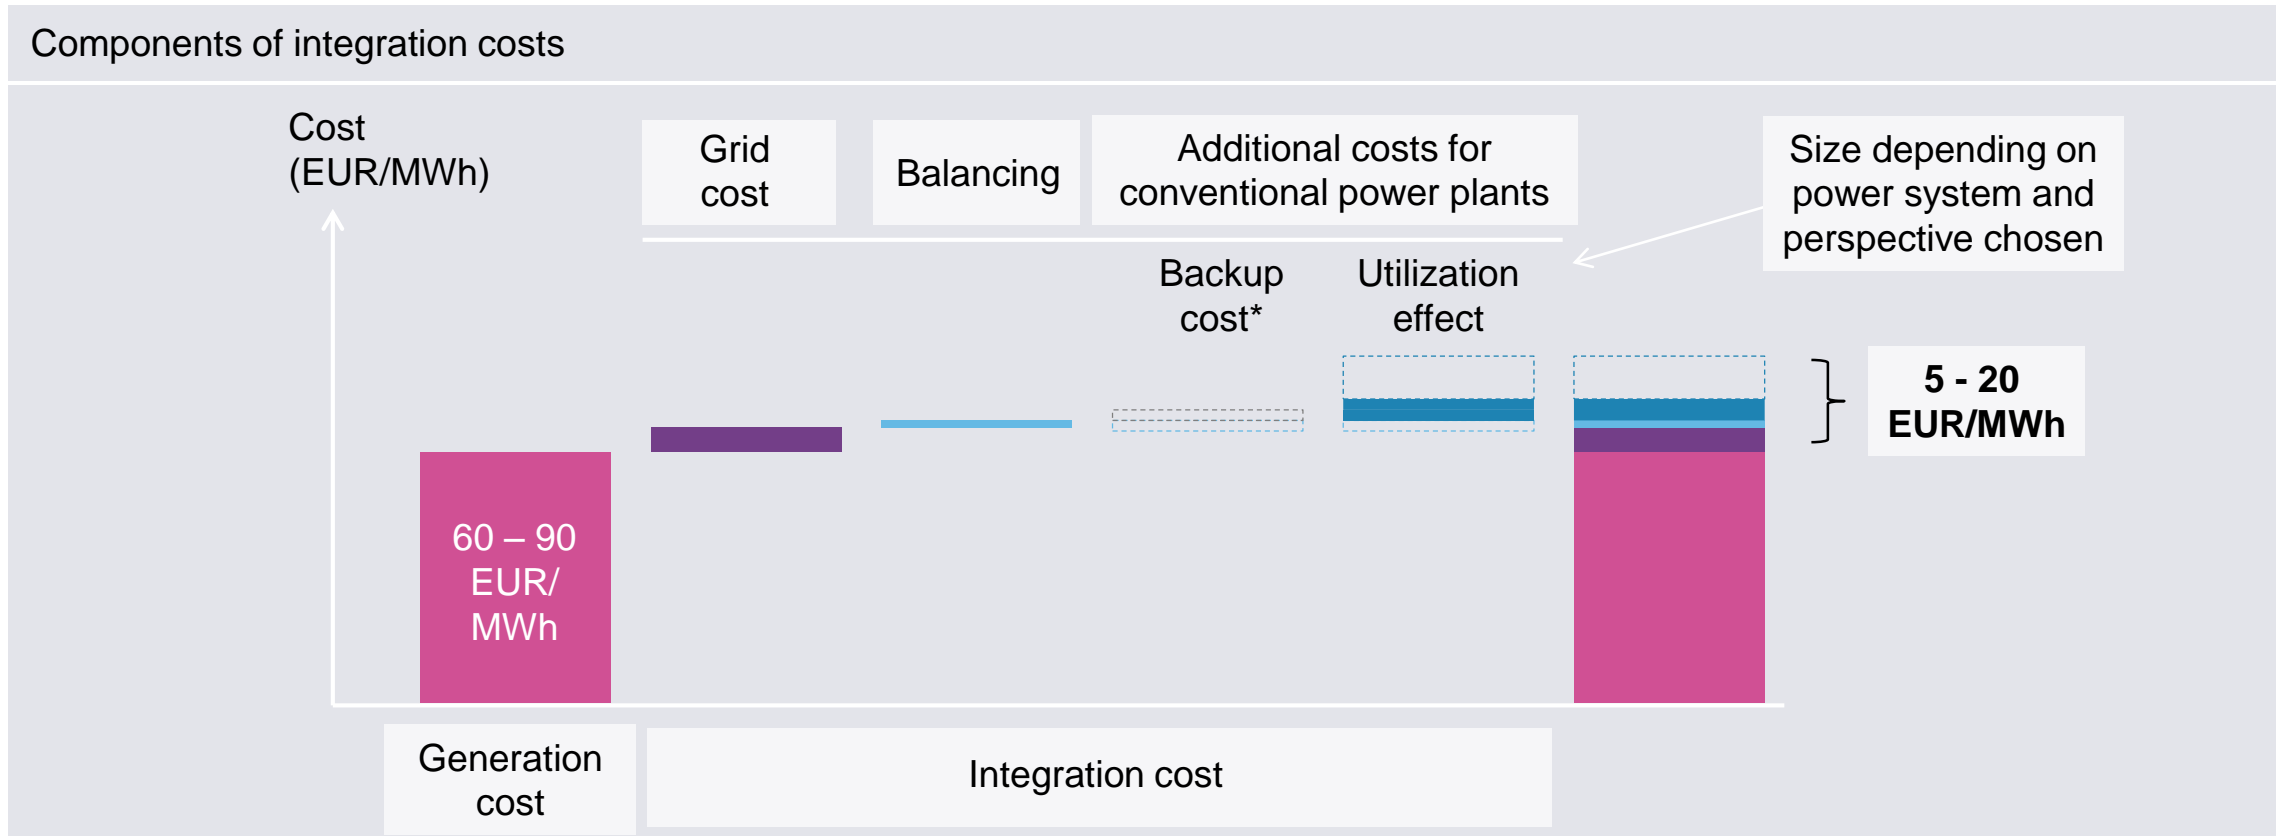 Components of integration costs
Cost
(EUR/MWh)
Grid
cost
Balancing
Additional costs for
conventional power plants
Size depending on
power system and
perspective chosen
Backup
cost*
Utilization
effect
5 - 20
EUR/MWh
60 – 90
EUR/
MWh
Generation
cost
Integration cost